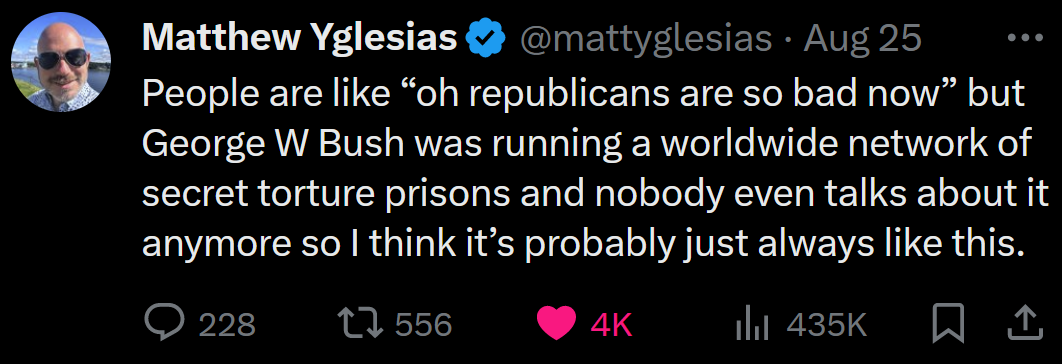 Matthew Yglesias @mattyglesias · Aug 25
People are like “oh republicans are so bad now” but
George W Bush was running a worldwide network of
secret torture prisons and nobody even talks about it
anymore so I think it’s probably just always like this.
228 556 4K 435K